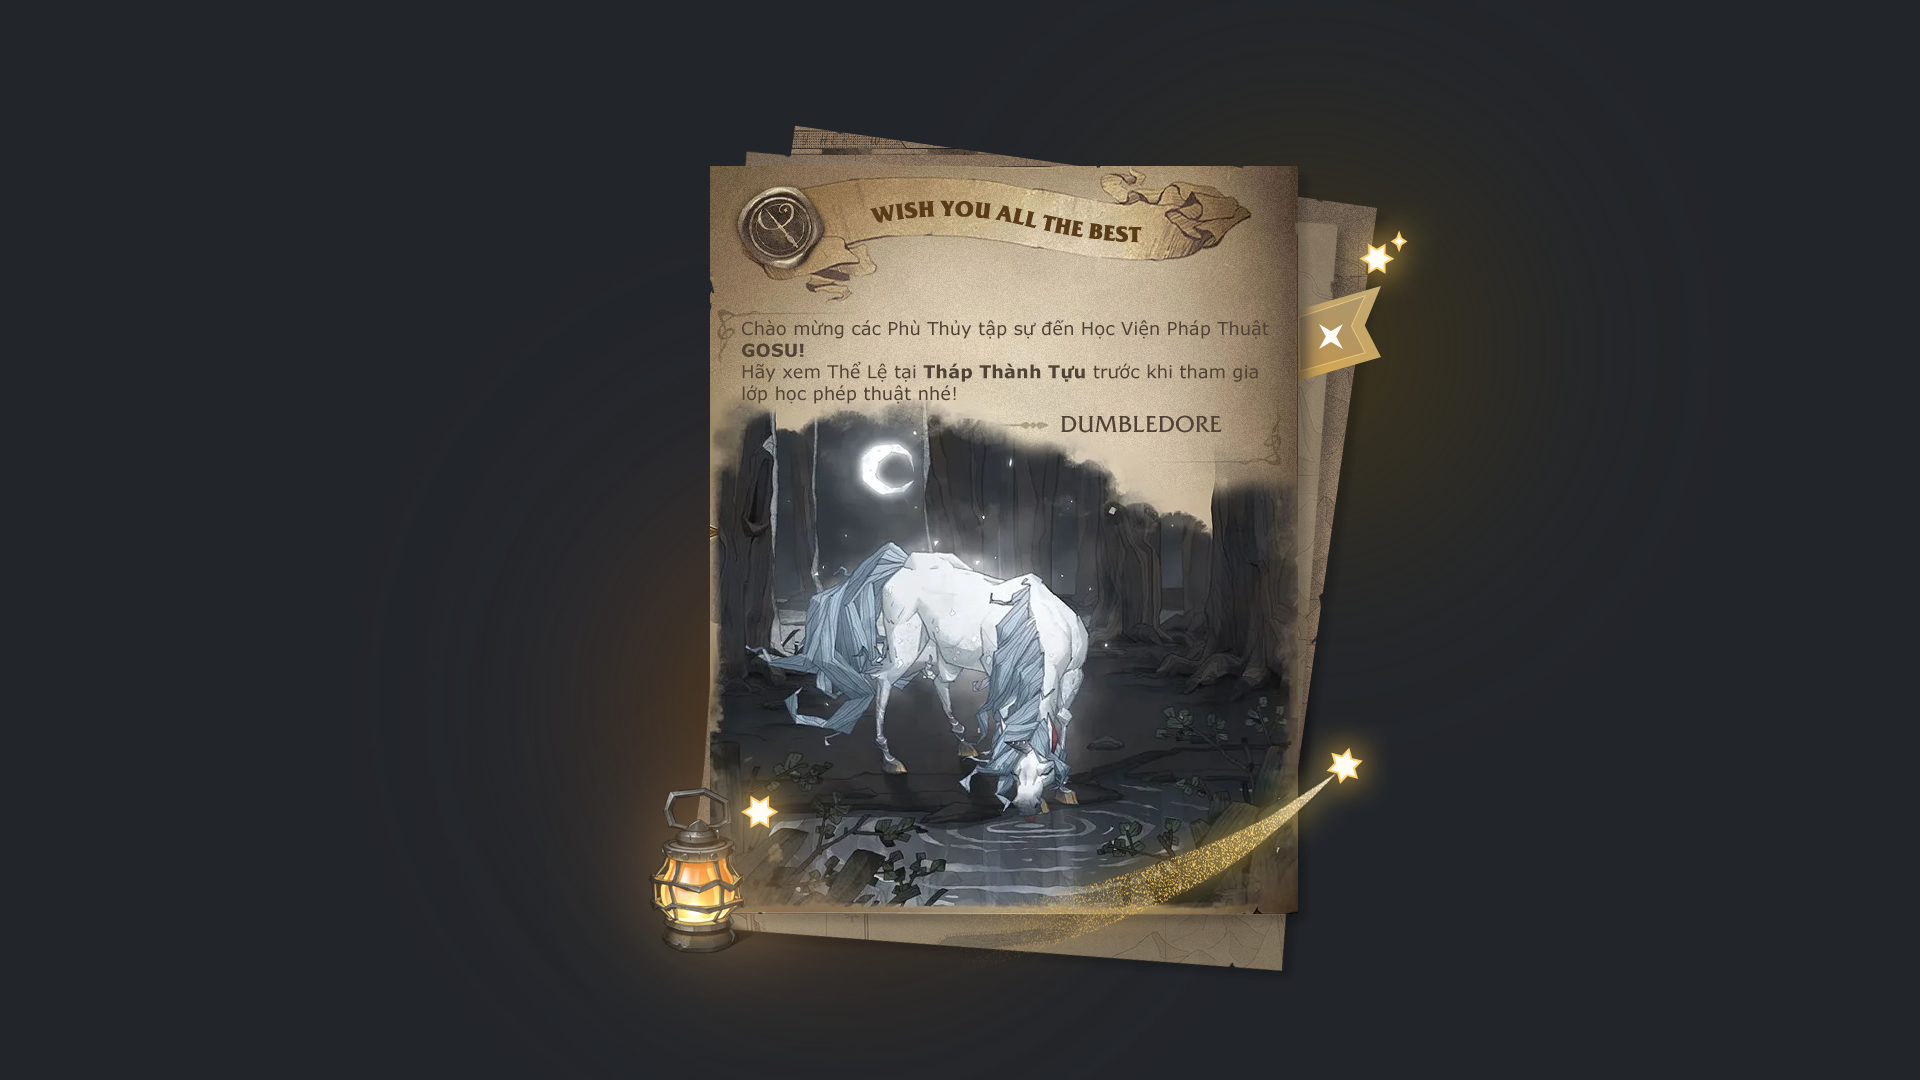 WISH YOU ALL THE BEST
Chào mừng các Phù Thủy tập sự đến Học Viện Pháp Thuật
GOSU!
Hãy xem Thể Lệ tại Tháp Thành Tựu trước khi tham gia
lớp học phép thuật nhé!
DUMBLEDORE